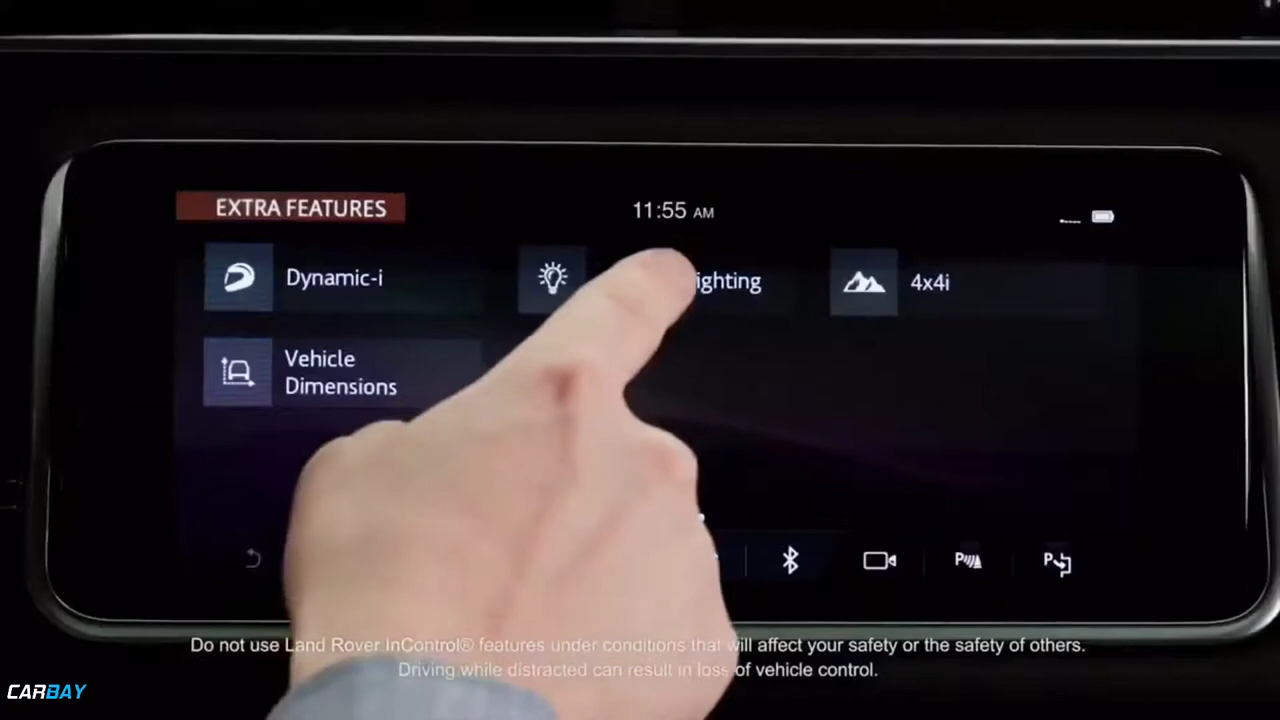 EXTRA FEATURES
11:55 AM
Dynamic-i
4x4i
Vehicle
Dimensions
Do not use Land Rover InControl® features under conditions that will affect your safety or the safety of others.
Driving while distracted can result in loss of vehicle control.
CARBAY